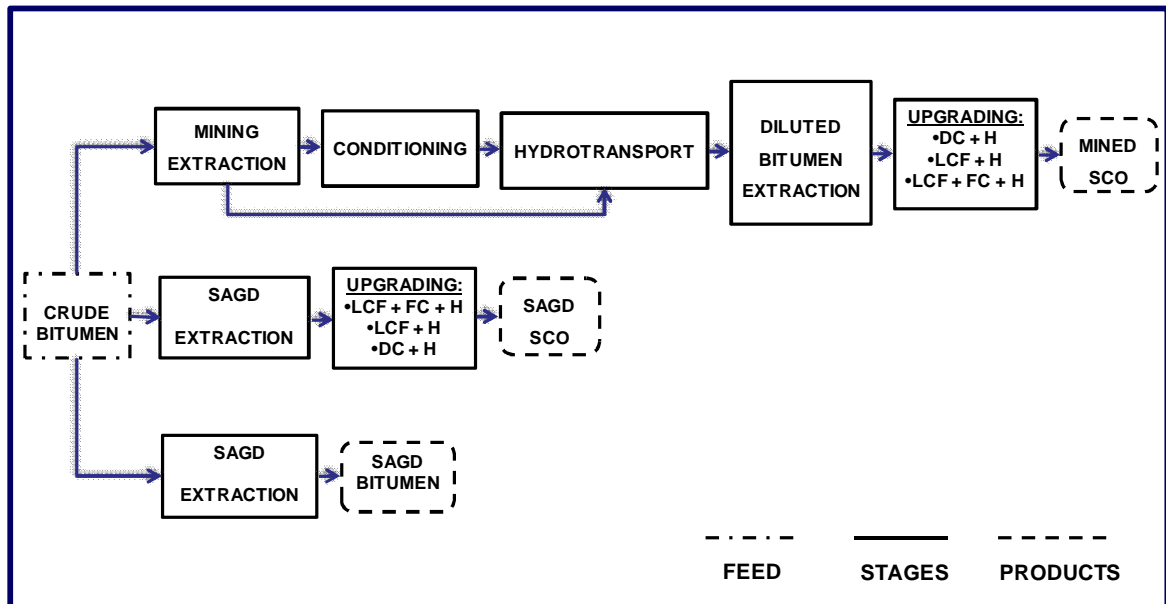 MINING
EXTRACTION
CONDITIONING
HYDROTRANSPORT
DILUTED
BITUMEN
EXTRACTION
UPGRADING:
•DC + H
•LCF + H
•LCF + FC + H
MINED
SCO
CRUDE
BITUMEN
SAGD
EXTRACTION
UPGRADING:
•LCF + FC + H
•LCF + H
•DC + H
SAGD
SCO
SAGD
EXTRACTION
SAGD
BITUMEN
FEED
STAGES
PRODUCTS